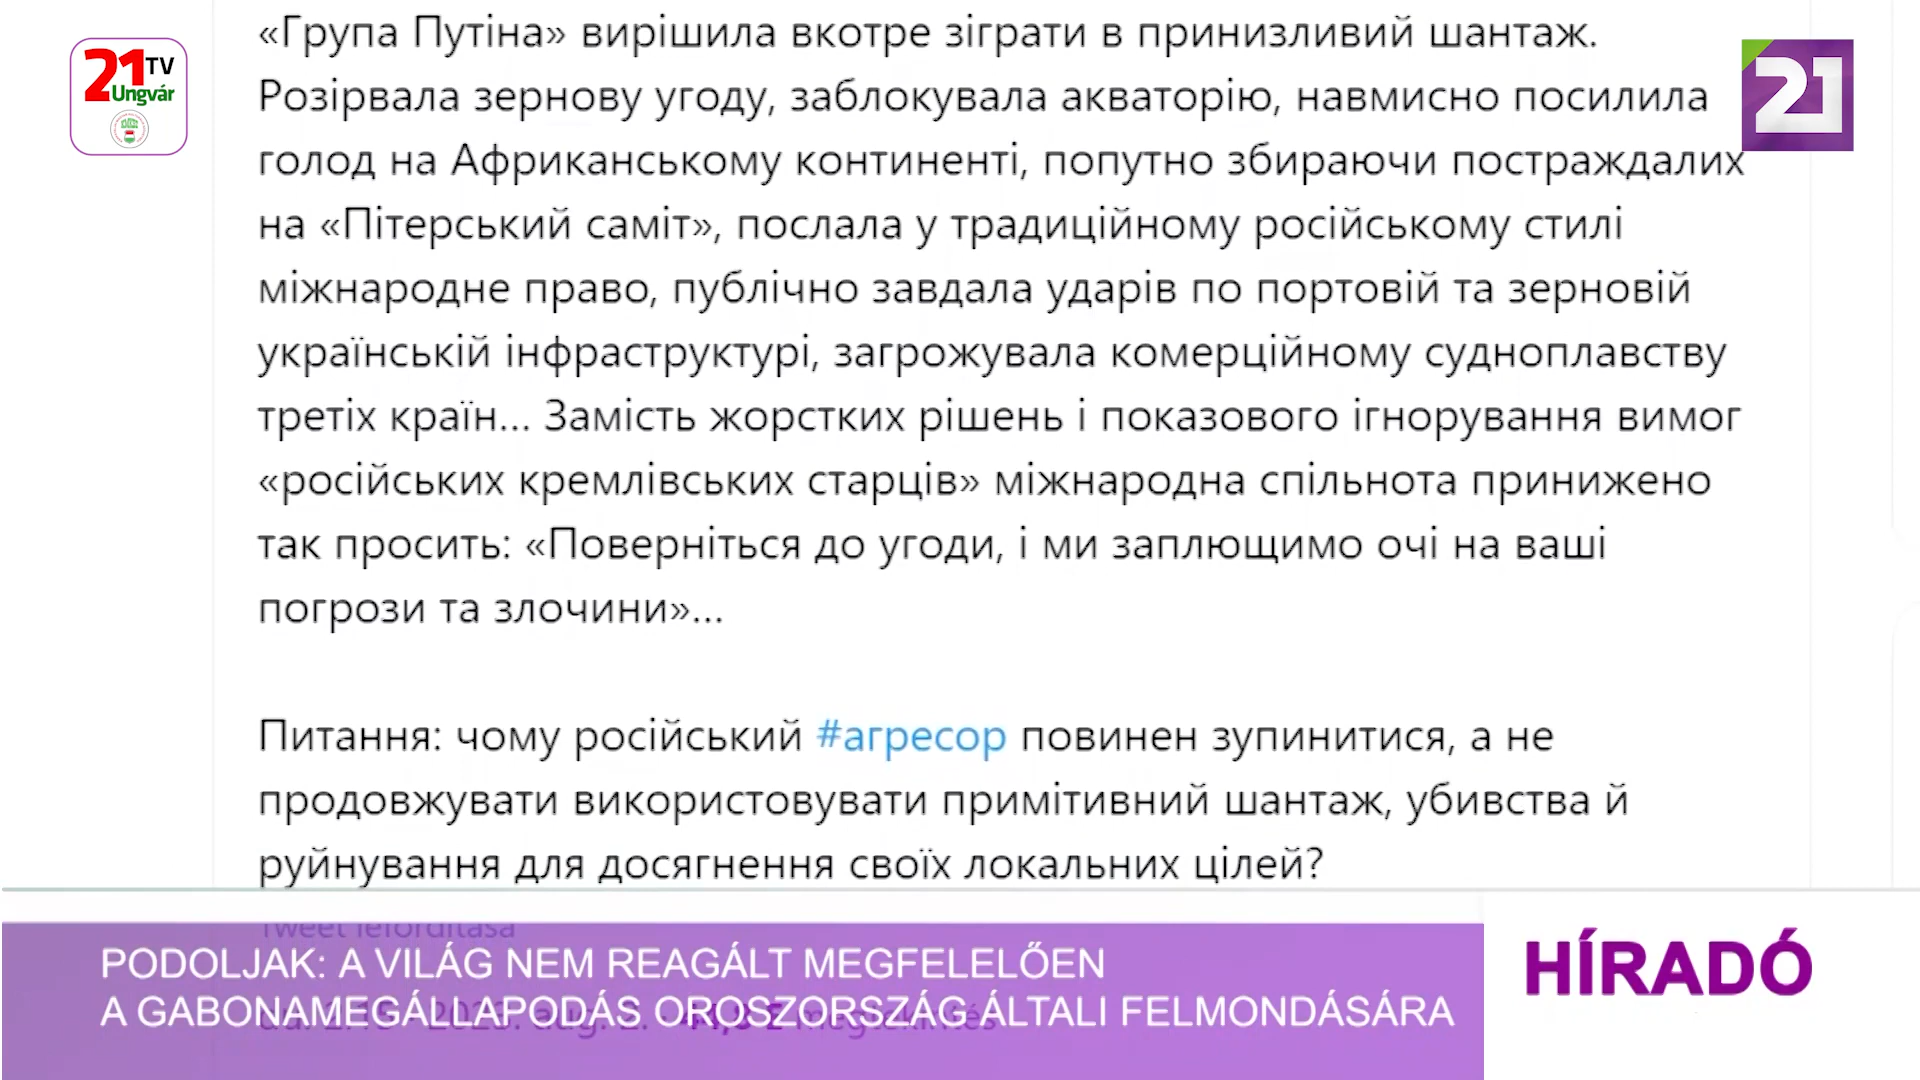 «Група Путіна» вирішила вкотре зіграти в принизливий шантаж.
Розірвала зернову угоду, заблокувала акваторію, навмисно посилила
голод на Африканському континенті, попутно збираючи постраждалих
на «Пітерський саміт», послала у традиційному російському стилі
міжнародне право, публічно завдала ударів по портовій та зерновій
українській інфраструктурі, загрожувала комерційному судноплавству
третіх країн... Замість жорстких рішень і показового ігнорування вимог
«російських кремлівських старців» міжнародна спільнота принижено
так просить: «Поверніться до угоди, і ми заплющимо очі на ваші
погрози та злочини»...
Питання: чому російський #агресор повинен зупинитися, а не
продовжувати використовувати примітивний шантаж, убивства й
руйнування для досягнення своїх локальних цілей?
21 TV
Ungvár
21
Tweet lefordítása
PODOLJAK: A VILÁG NEM REAGÁLT MEGFELELŐEN
A GABONAMEGÁLLAPODÁS OROSZORSZÁG ÁLTALI FELMONDÁSÁRA
HÍRADÓ